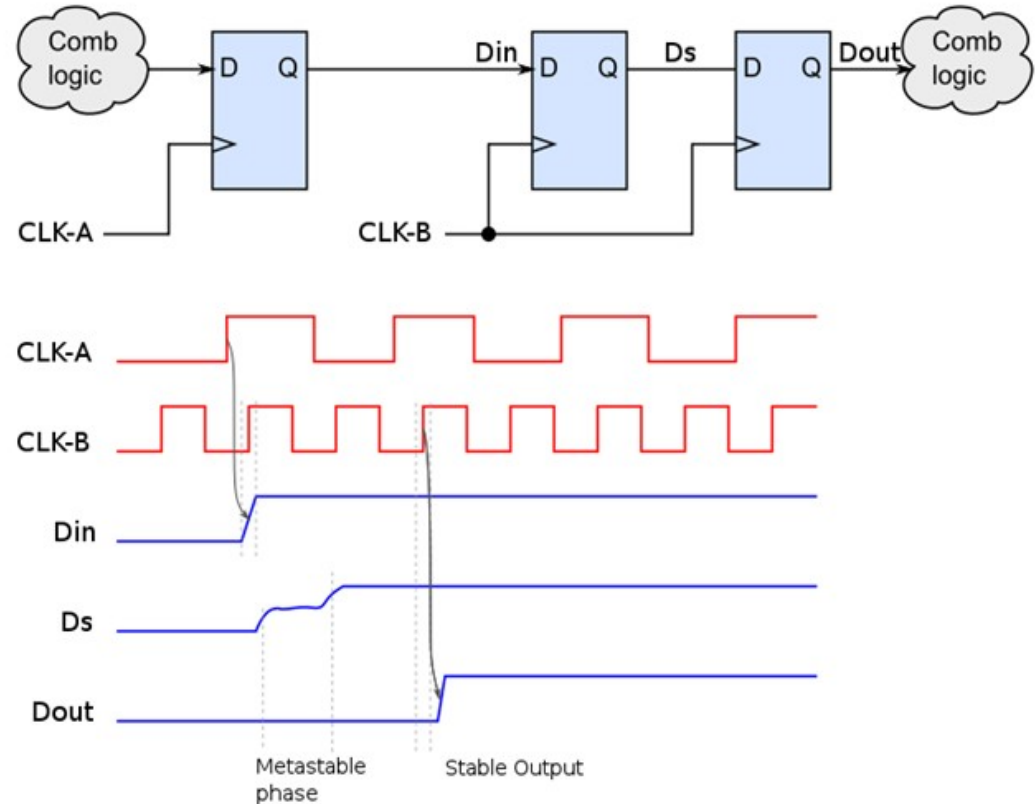 Comb
logic
D
Q
Din
D
Q
Ds
D
Q
Dout
Comb
logic
CLK-A
CLK-B
CLK-A
CLK-B
Din
Ds
Dout
Metastable
phase
Stable Output